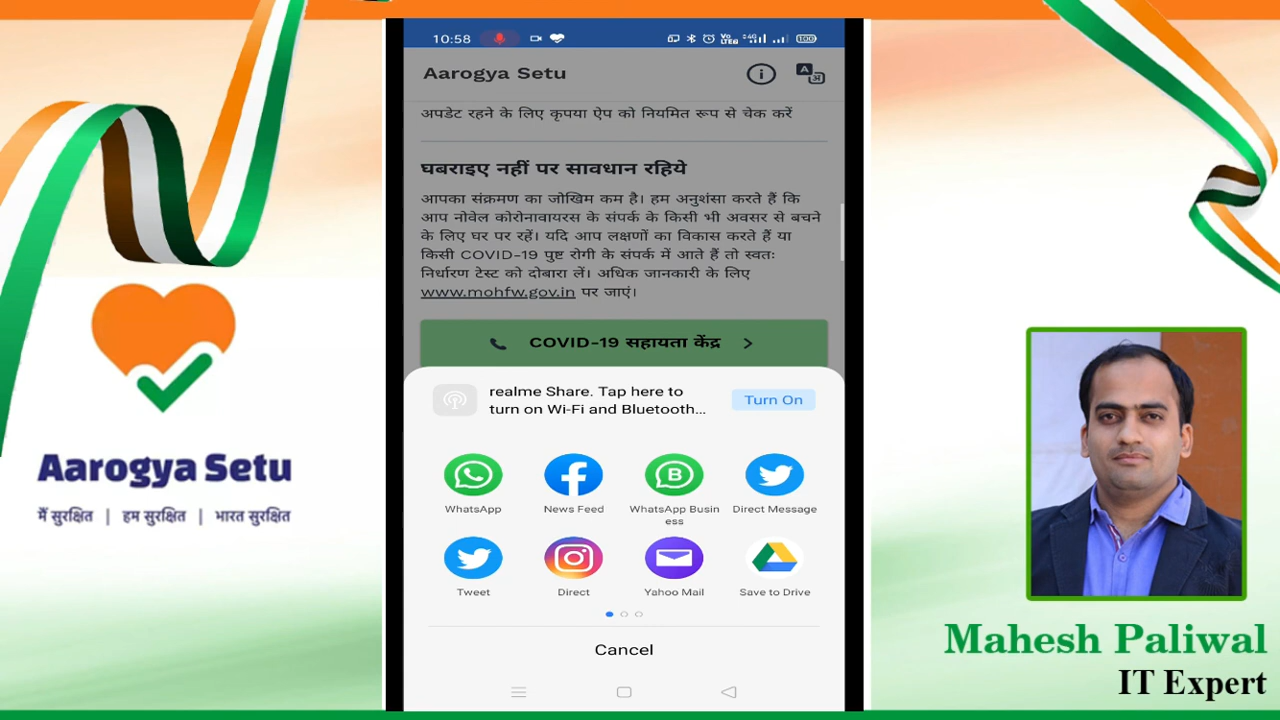 10:58
Vo LTE 4G 100
Aarogya Setu
अपडेट रहने के लिए कृपया ऐप को नियमित रूप से चेक करें
घबराइए नहीं पर सावधान रहिये
आपका संक्रमण का जोखिम कम है। हम अनुशंसा करते हैं कि
आप नोवेल कोरोनावायरस के संपर्क के किसी भी अवसर से बचने
के लिए घर पर रहें। यदि आप लक्षणों का विकास करते हैं या
किसी COVID-19 पुष्ट रोगी के संपर्क में आते हैं तो स्वतः
निर्धारण टेस्ट को दोबारा लें। अधिक जानकारी के लिए
www.mohfw.gov.in पर जाएं।
COVID-19 सहायता केंद्र
realme Share. Tap here to
turn on Wi-Fi and Bluetooth...
Turn On
WhatsApp
News Feed
WhatsApp Busin
ess
Direct Message
Tweet
Direct
Yahoo Mail
Save to Drive
Cancel
Aarogya Setu
मैं सुरक्षित | हम सुरक्षित | भारत सुरक्षित
Mahesh Paliwal
IT Expert